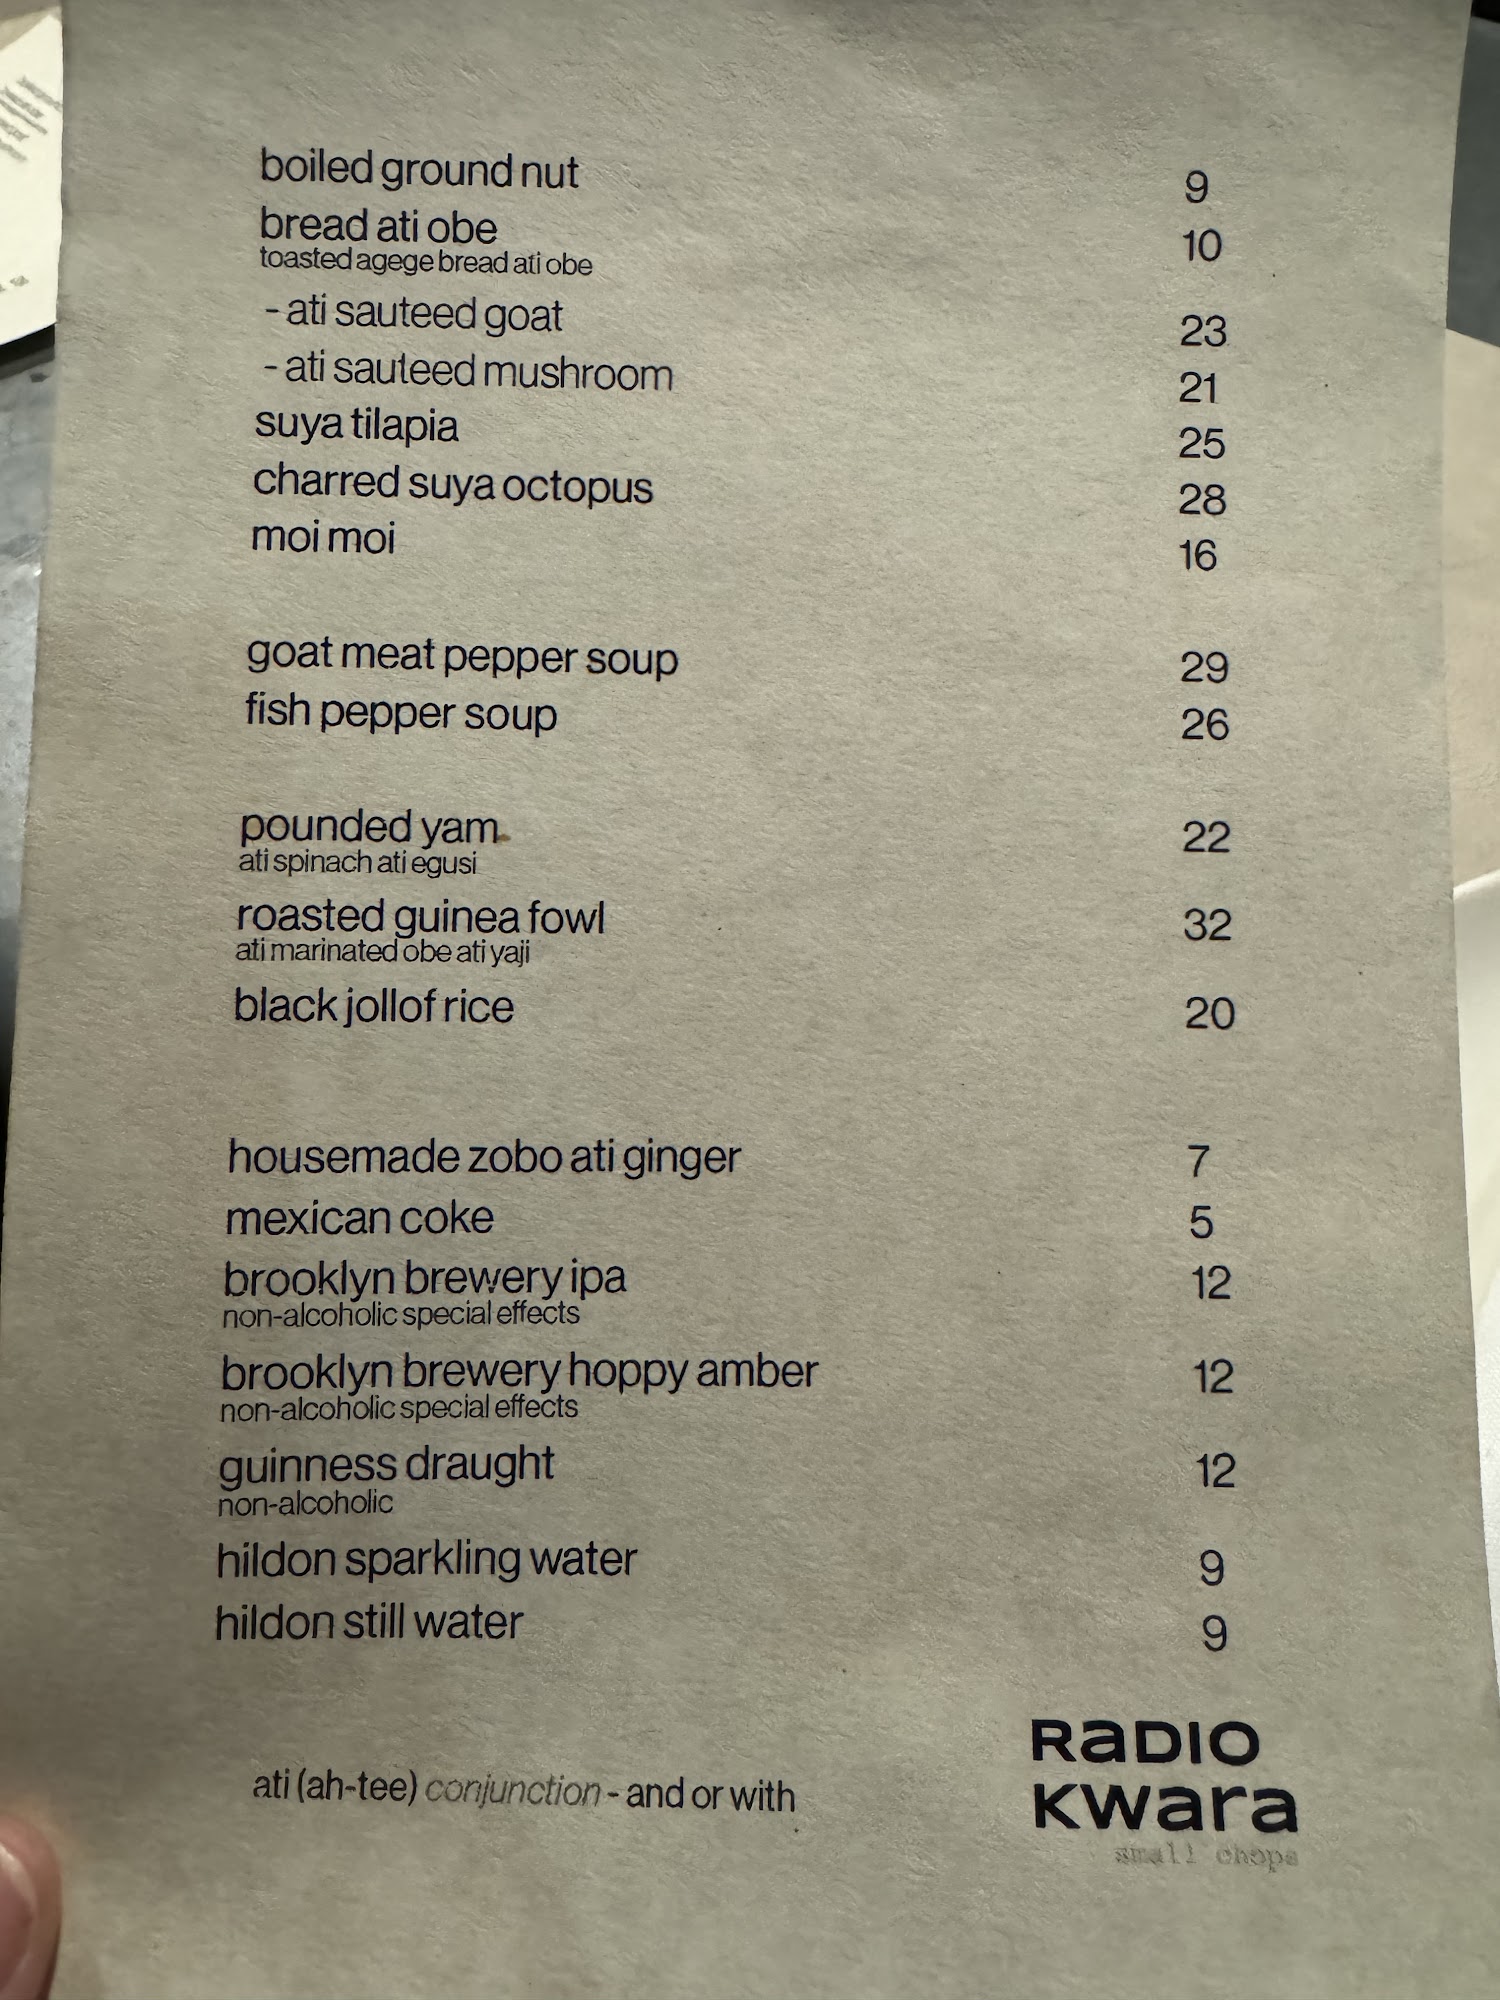 boiled ground nut 9
bread ati obe 10
toasted agege bread ati obe
- ati sauteed goat 23
- ati sauteed mushroom 21
suya tilapia 25
charred suya octopus 28
moi moi 16
goat meat pepper soup 29
fish pepper soup 26
pounded yam 22
ati spinach ati egusi
roasted guinea fowl 32
ati marinated obe ati yaji
black jollof rice 20
housemade zobo ati ginger 7
mexican coke 5
brooklyn brewery ipa 12
non-alcoholic special effects
brooklyn brewery hoppy amber 12
non-alcoholic special effects
guinness draught 12
non-alcoholic
hildon sparkling water 9
hildon still water 9
ati (ah-tee) conjunction - and or with
RaDIO
Kwara
small chops